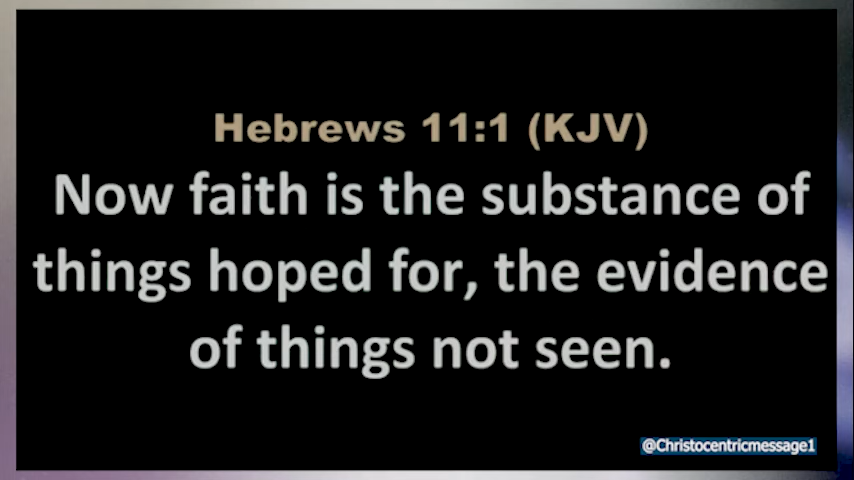 Hebrews 11:1 (KJV)
Now faith is the substance of
things hoped for, the evidence
of things not seen.
@Christocentricmessage1